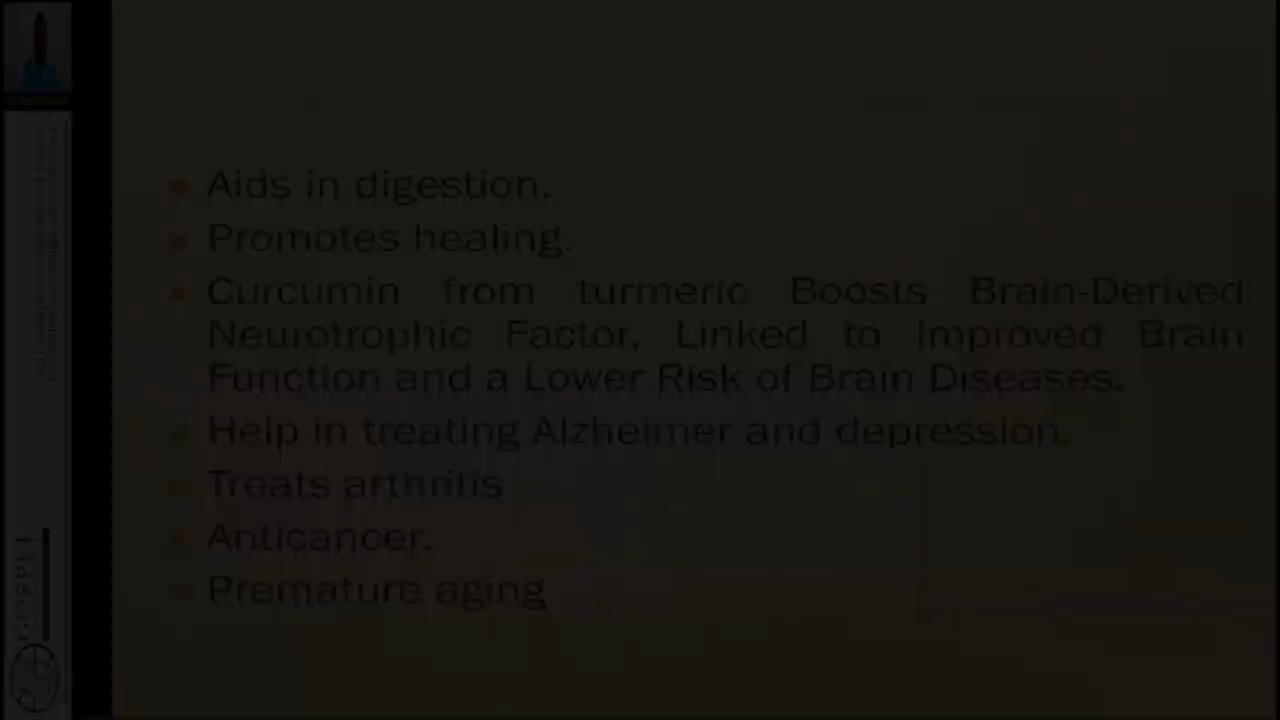 Aids in digestion.
Promotes healing.
Curcumin from turmeric Boosts Brain-Derived
Neurotrophic Factor, Linked to Improved Brain
Function and a Lower Risk of Brain Diseases.
Help in treating Alzheimer and depression.
Treats arthritis
Anticancer.
Premature aging